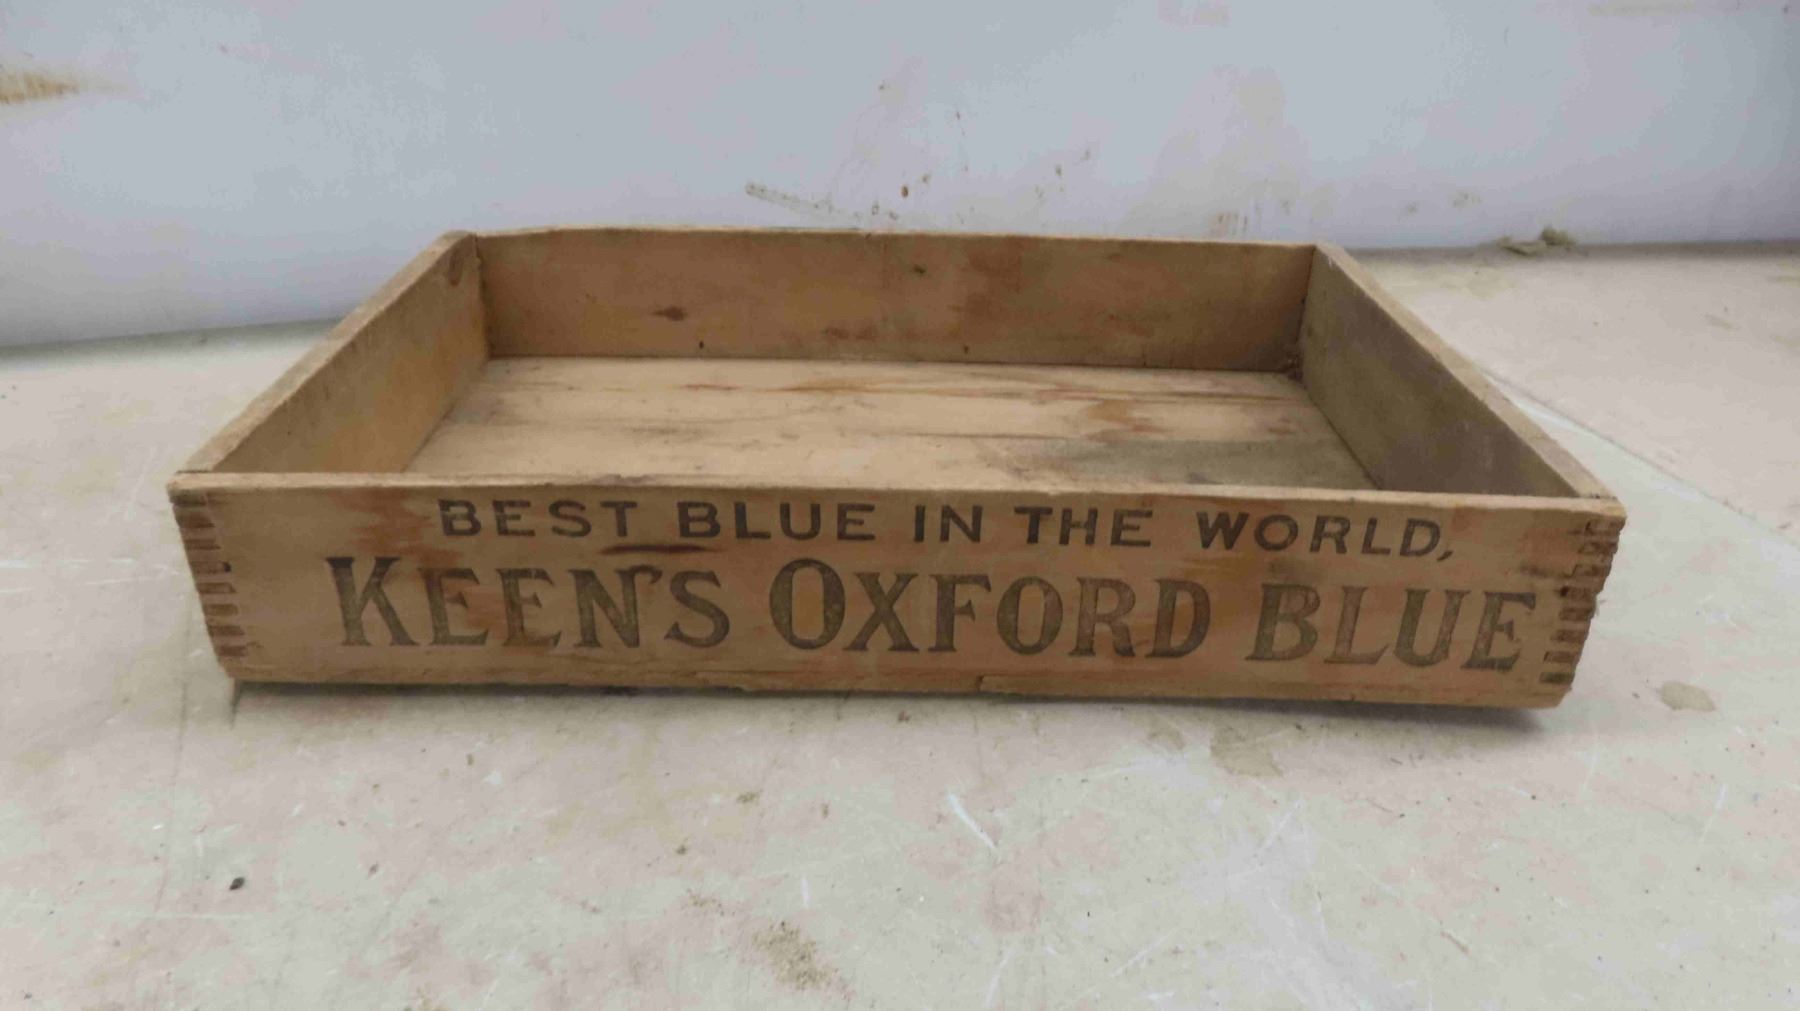 BEST BLUE IN THE WORLD,
KEEN'S OXFORD BLUE